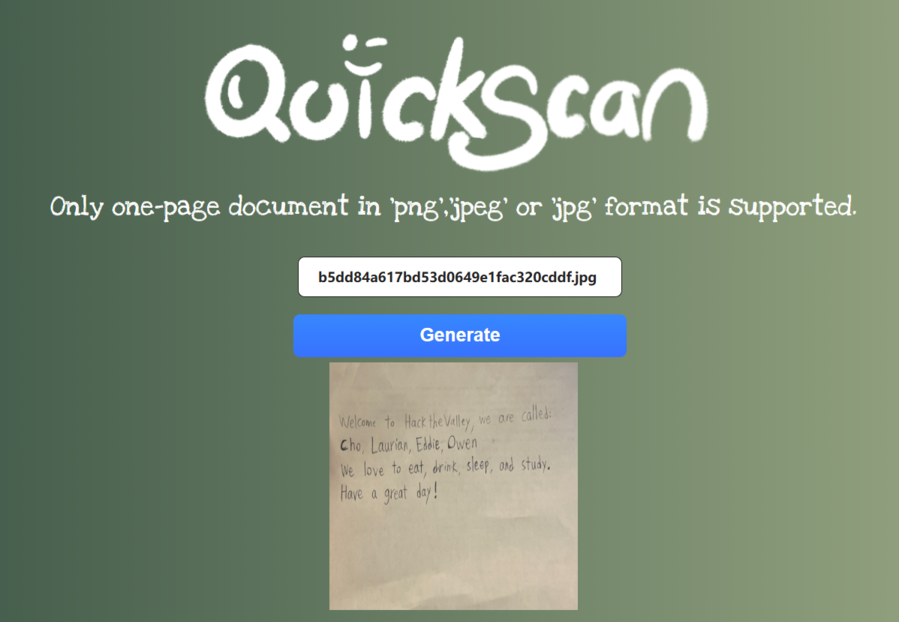 Quickscan
Only one-page document in 'png','jpeg' or 'jpg' format is supported.
b5dd84a617bd53d0649e1fac320cddf.jpg
Generate
Welcome to HacktheValley, we are called:
Cho, Laurian, Eddie, Owen
We love to eat, drink, sleep, and study.
Have a great day!